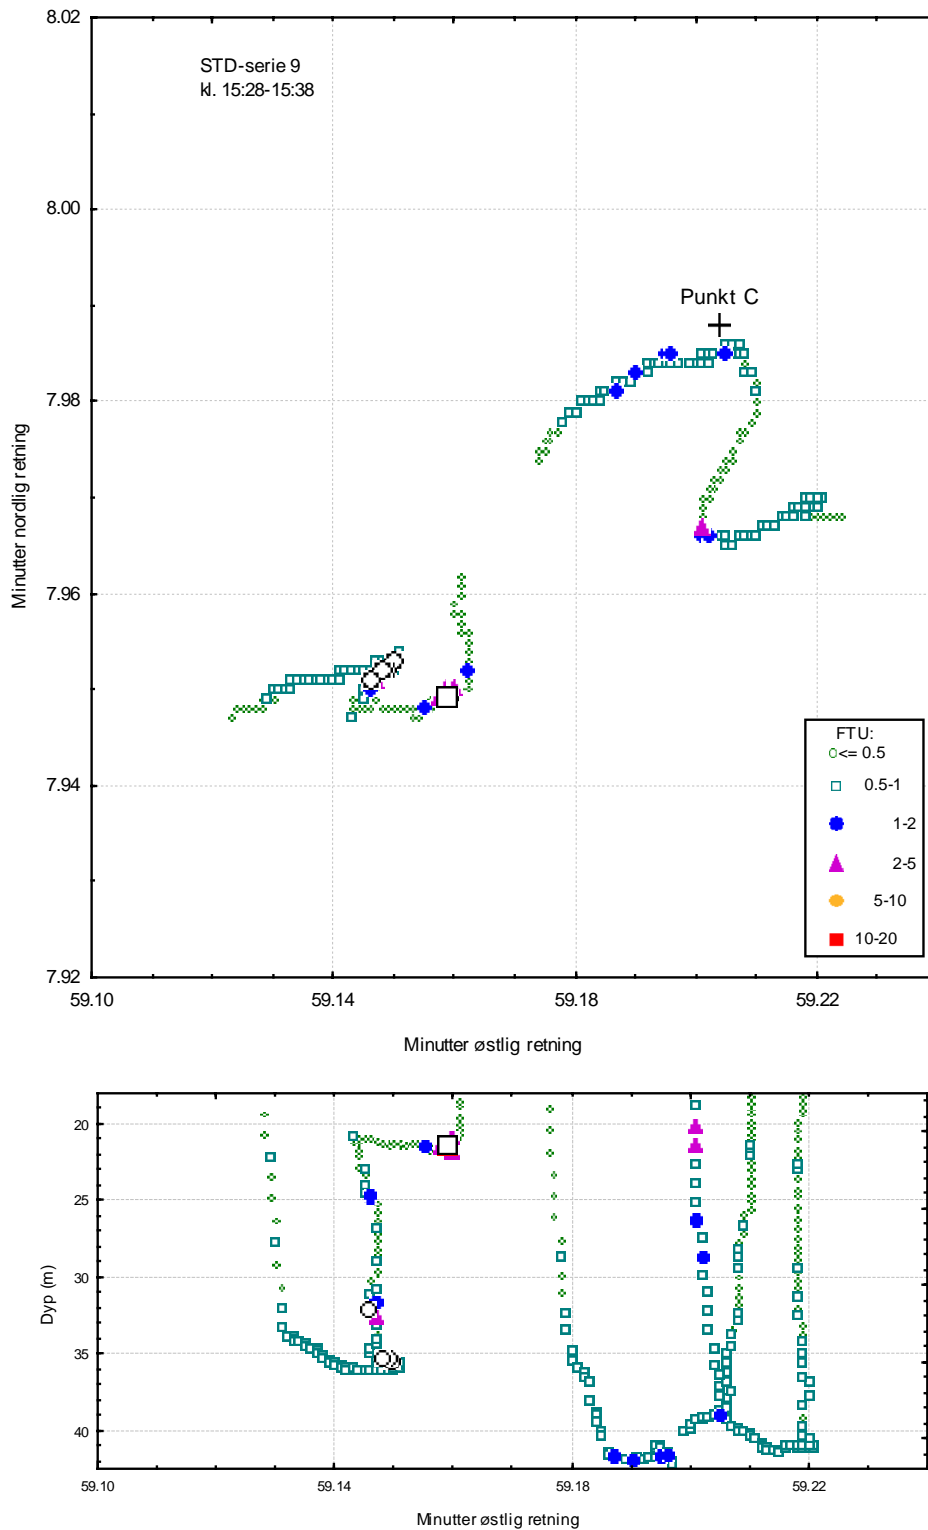 8.02
STD-serie 9
kl. 15:28-15:38
8.00
Punkt C
7.98
Minutter nordlig retning
7.96
7.94
FTU:
<= 0.5
0.5-1
1-2
2-5
5-10
10-20
7.92
59.10 59.14 59.18 59.22
Minutter østlig retning
20
25
30
Dyp (m)
35
40
59.10 59.14 59.18 59.22
Minutter østlig retning